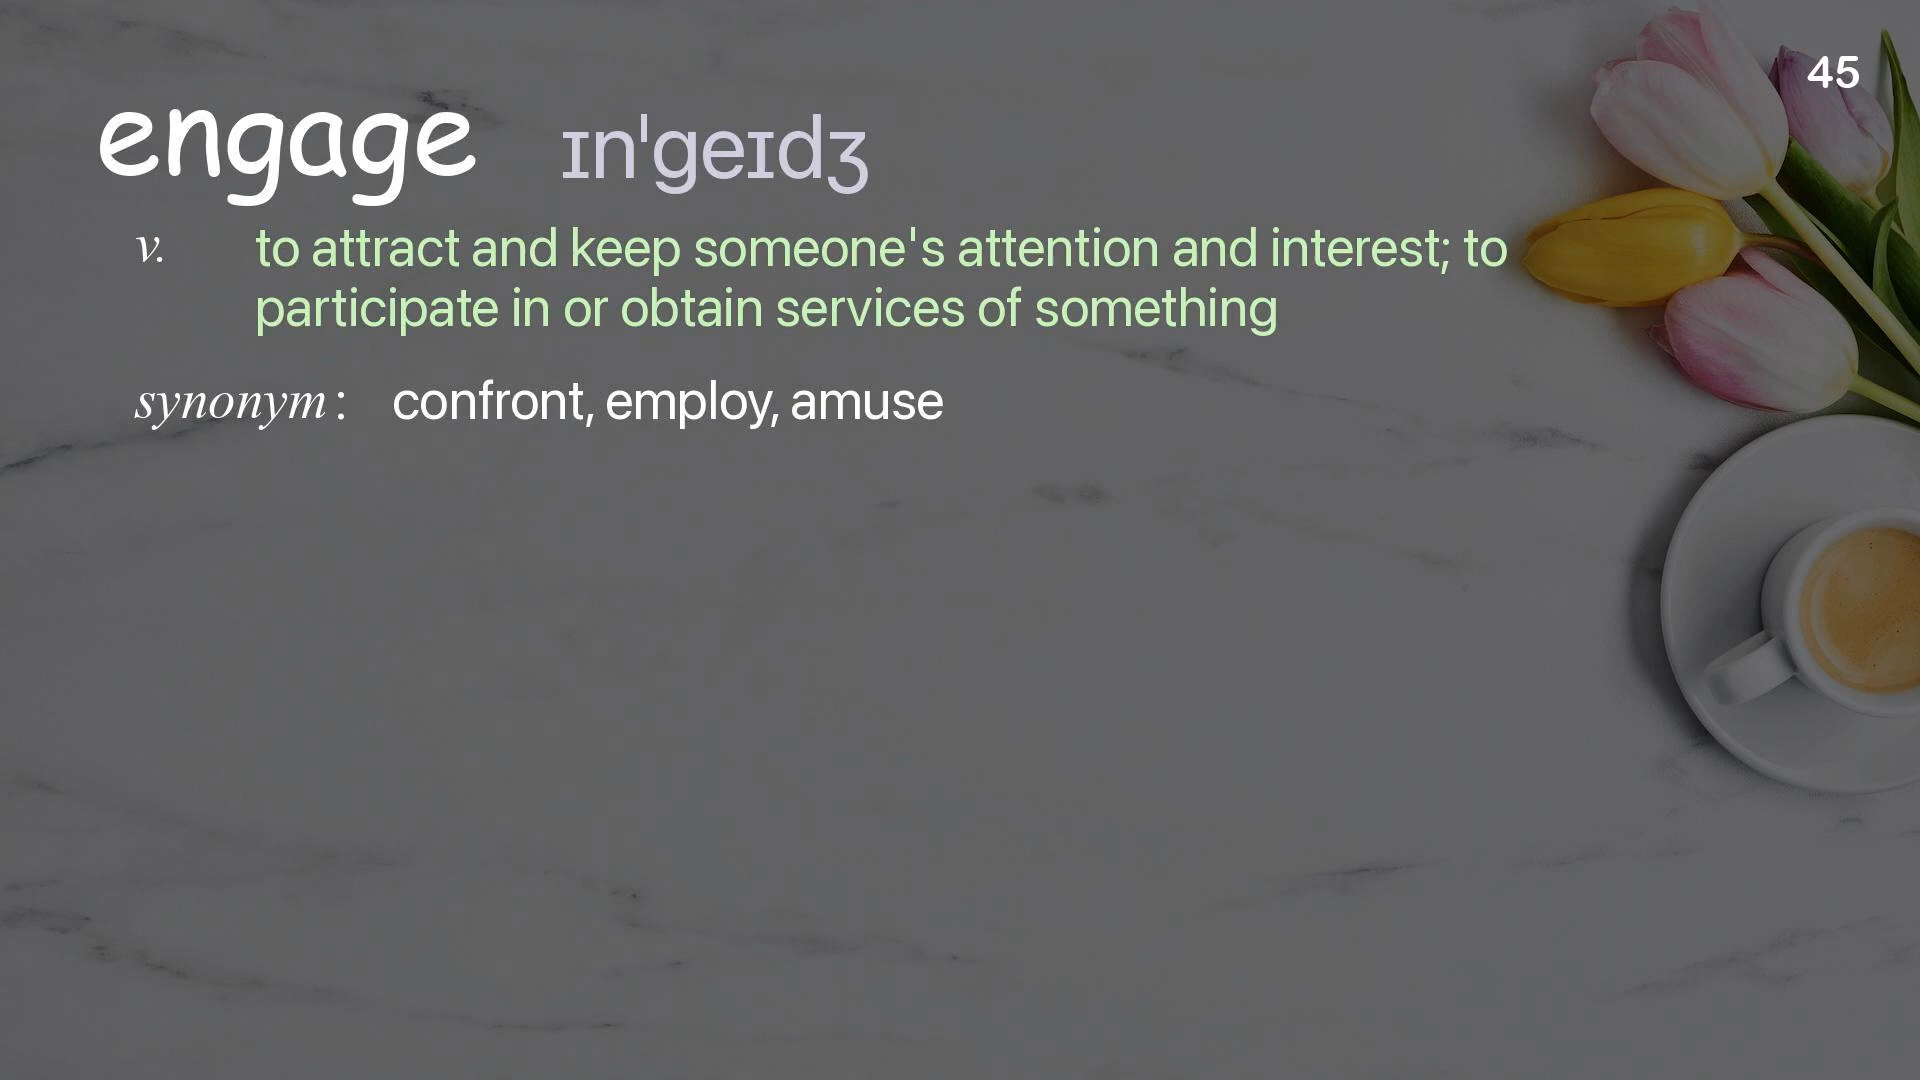 45
engage ɪnˈgeɪdʒ
v. to attract and keep someone's attention and interest; to
participate in or obtain services of something
synonym: confront, employ, amuse